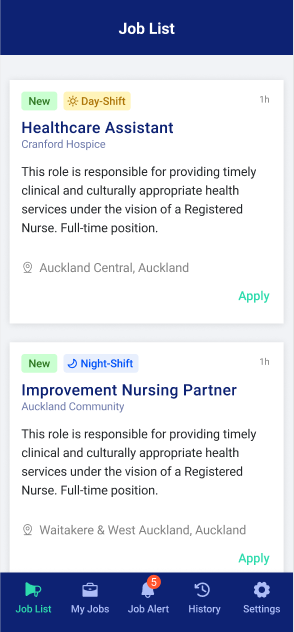 Job List
New Day-Shift 1h
Healthcare Assistant
Cranford Hospice
This role is responsible for providing timely
clinical and culturally appropriate health
services under the vision of a Registered
Nurse. Full-time position.
Auckland Central, Auckland
Apply
New Night-Shift 1h
Improvement Nursing Partner
Auckland Community
This role is responsible for providing timely
clinical and culturally appropriate health
services under the vision of a Registered
Nurse. Full-time position.
Waitakere & West Auckland, Auckland
Apply
5
Job List My Jobs Job Alert History Settings